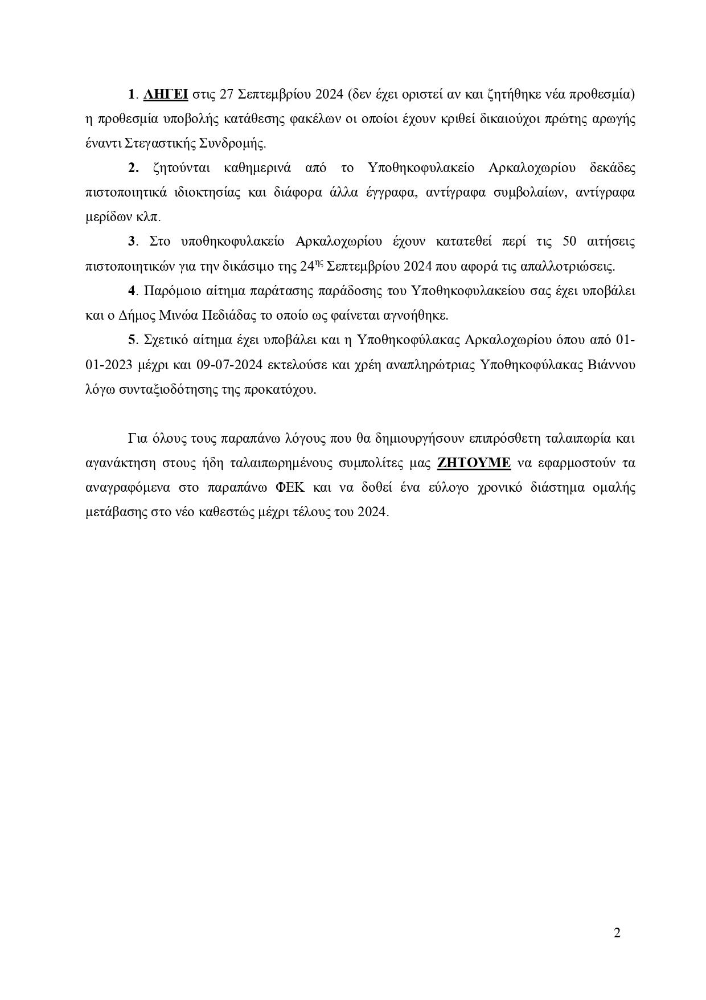 1. ΛΗΓΕΙ στις 27 Σεπτεμβρίου 2024 (δεν έχει οριστεί αν και ζητήθηκε νέα προθεσμία)
η προθεσμία υποβολής κατάθεσης φακέλων οι οποίοι έχουν κριθεί δικαιούχοι πρώτης αρωγής
έναντι Στεγαστικής Συνδρομής.
2. ζητούνται καθημερινά από το Υποθηκοφυλακείο Αρκαλοχωρίου δεκάδες
πιστοποιητικά ιδιοκτησίας και διάφορα άλλα έγγραφα, αντίγραφα συμβολαίων, αντίγραφα
μερίδων κλπ.
3. Στο υποθηκοφυλακείο Αρκαλοχωρίου έχουν κατατεθεί περί τις 50 αιτήσεις
πιστοποιητικών για την δικάσιμο της 24ης Σεπτεμβρίου 2024 που αφορά τις απαλλοτριώσεις.
4. Παρόμοιο αίτημα παράτασης παράδοσης του Υποθηκοφυλακείου σας έχει υποβάλει
και ο Δήμος Μινώα Πεδιάδας το οποίο ως φαίνεται αγνοήθηκε.
5. Σχετικό αίτημα έχει υποβάλει και η Υποθηκοφύλακας Αρκαλοχωρίου όπου από 01-
01-2023 μέχρι και 09-07-2024 εκτελούσε και χρέη αναπληρώτριας Υποθηκοφύλακας Βιάννου
λόγω συνταξιοδότησης της προκατόχου.
Για όλους τους παραπάνω λόγους που θα δημιουργήσουν επιπρόσθετη ταλαιπωρία και
αγανάκτηση στους ήδη ταλαιπωρημένους συμπολίτες μας ΖΗΤΟΥΜΕ να εφαρμοστούν τα
αναγραφόμενα στο παραπάνω ΦΕΚ και να δοθεί ένα εύλογο χρονικό διάστημα ομαλής
μετάβασης στο νέο καθεστώς μέχρι τέλους του 2024.
2